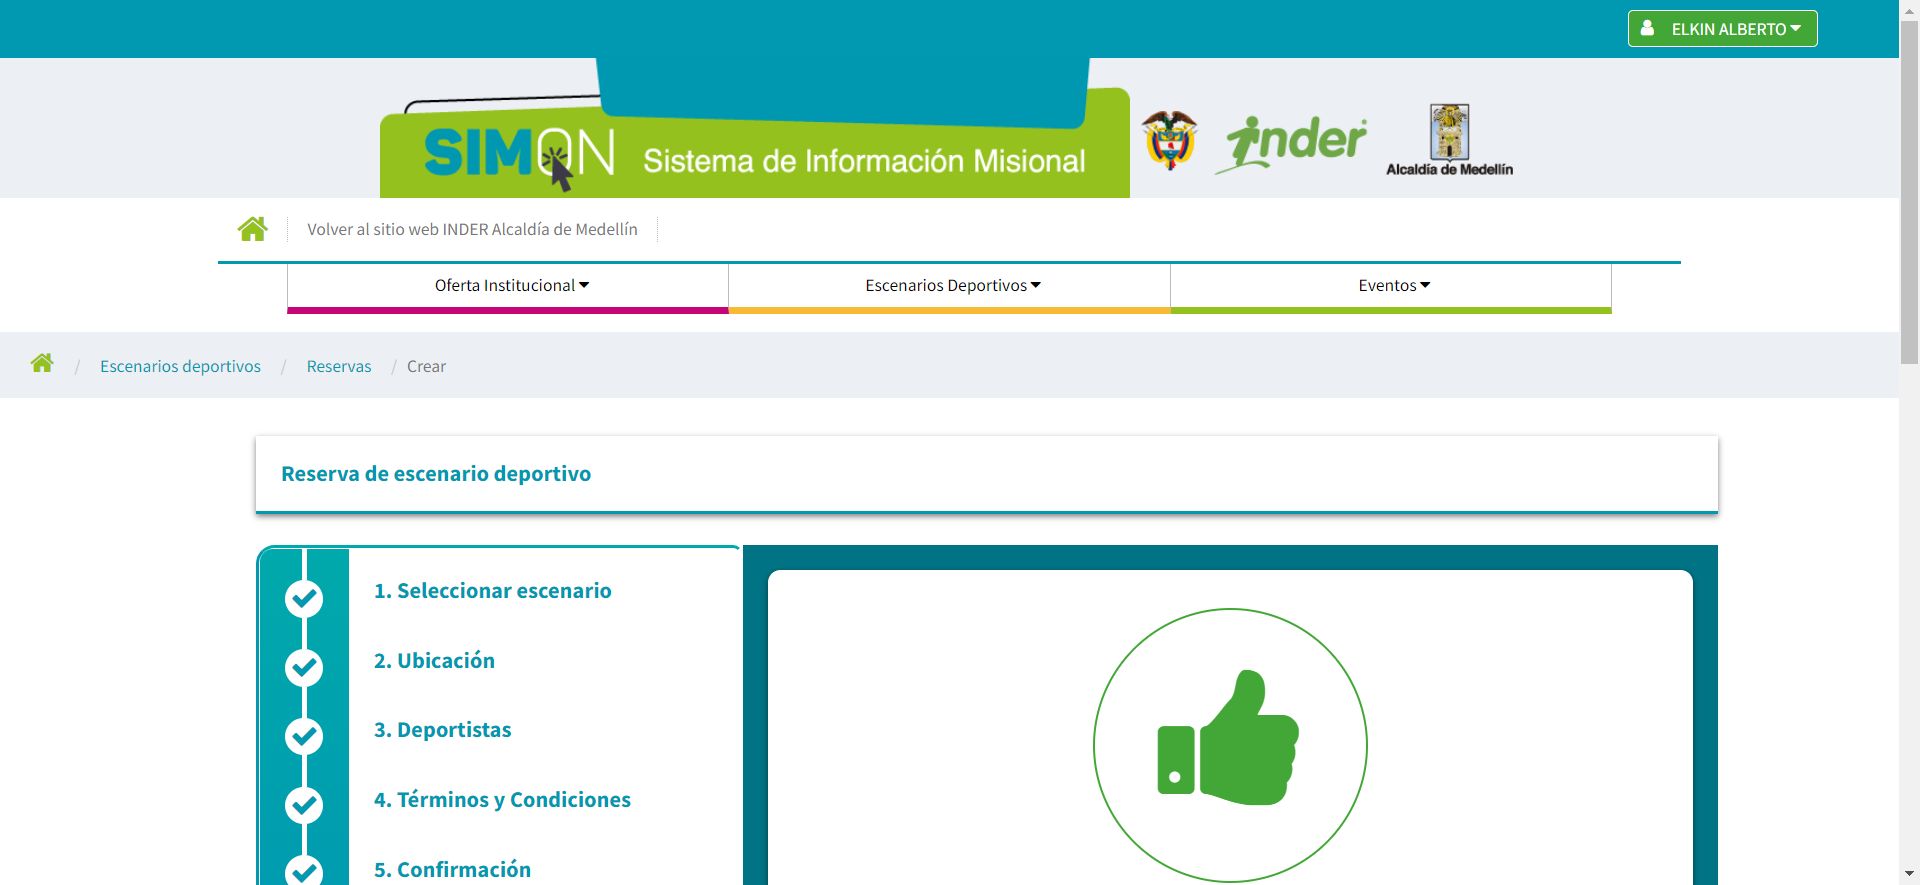 ELKIN ALBERTO
SIMON Sistema de Información Misional
inder
Alcaldía de Medellín
Volver al sitio web INDER Alcaldía de Medellín
Oferta Institucional Escenarios Deportivos Eventos
/ Escenarios deportivos / Reservas / Crear
Reserva de escenario deportivo
1. Seleccionar escenario
2. Ubicación
3. Deportistas
4. Términos y Condiciones
5. Confirmación